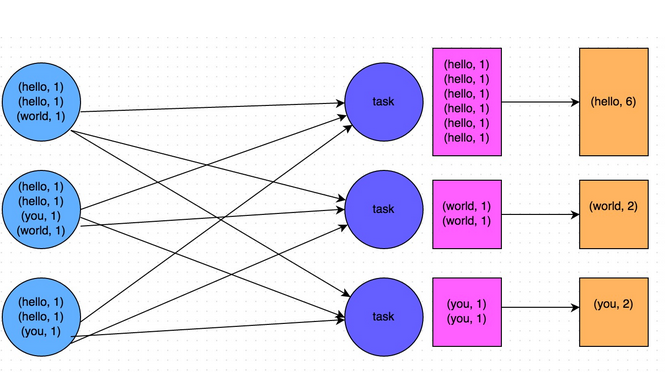 (hello, 1)
(hello, 1)
(world, 1)
(hello, 1)
(hello, 1)
(you, 1)
(world, 1)
(hello, 1)
(hello, 1)
(you, 1)
task
task
task
(hello, 1)
(hello, 1)
(hello, 1)
(hello, 1)
(hello, 1)
(hello, 1)
(world, 1)
(world, 1)
(you, 1)
(you, 1)
(hello, 6)
(world, 2)
(you, 2)